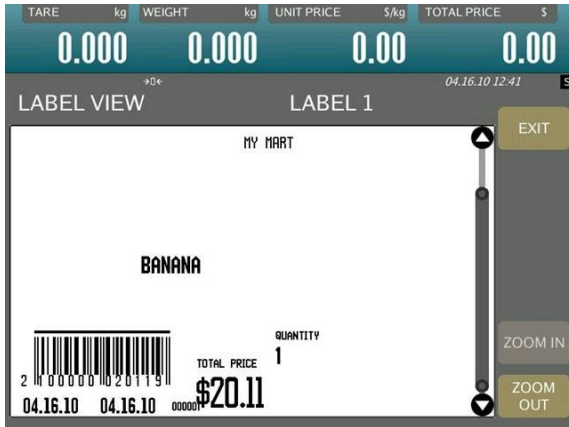 TARE kg WEIGHT kg UNIT PRICE $/kg TOTAL PRICE $
0.000 0.000 0.00 0.00
→0← 04.16.10 12:41 S
LABEL VIEW LABEL 1
EXIT
MY MART
BANANA
QUANTITY
1
ZOOM IN
TOTAL PRICE
2 100000 020119
$20.11
04.16.10 04.16.10 000001
ZOOM
OUT